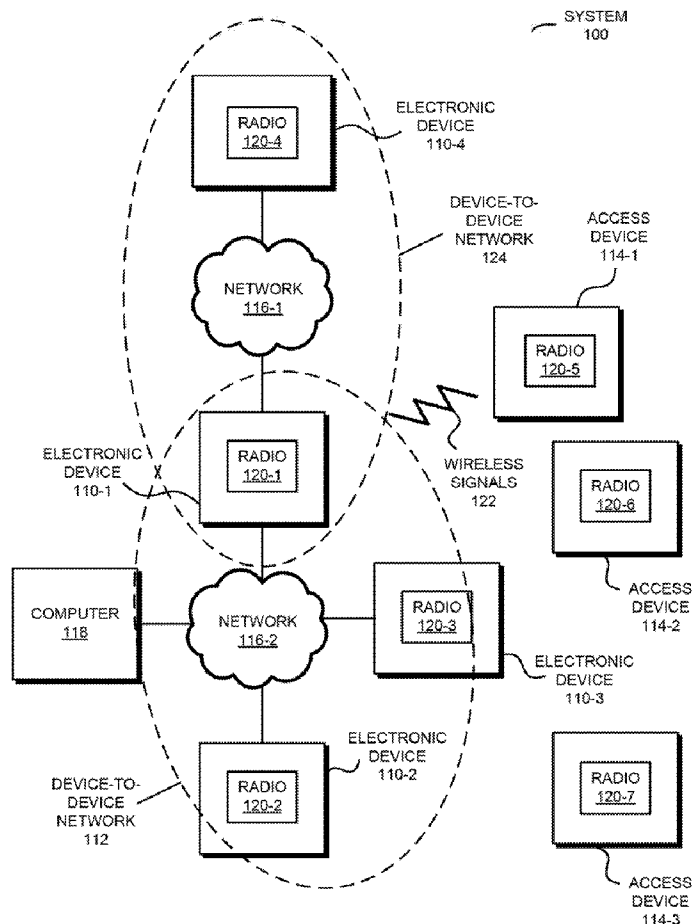 SYSTEM
100
RADIO
120-4
ELECTRONIC
DEVICE
110-4
DEVICE-TO-
DEVICE
NETWORK
124
ACCESS
DEVICE
114-1
NETWORK
116-1
RADIO
120-5
ELECTRONIC
DEVICE
110-1
RADIO
120-1
WIRELESS
SIGNALS
122
RADIO
120-6
ACCESS
DEVICE
114-2
COMPUTER
118
NETWORK
116-2
RADIO
120-3
ELECTRONIC
DEVICE
110-3
ELECTRONIC
DEVICE
110-2
RADIO
120-2
DEVICE-TO-
DEVICE
NETWORK
112
RADIO
120-7
ACCESS
DEVICE
114-3